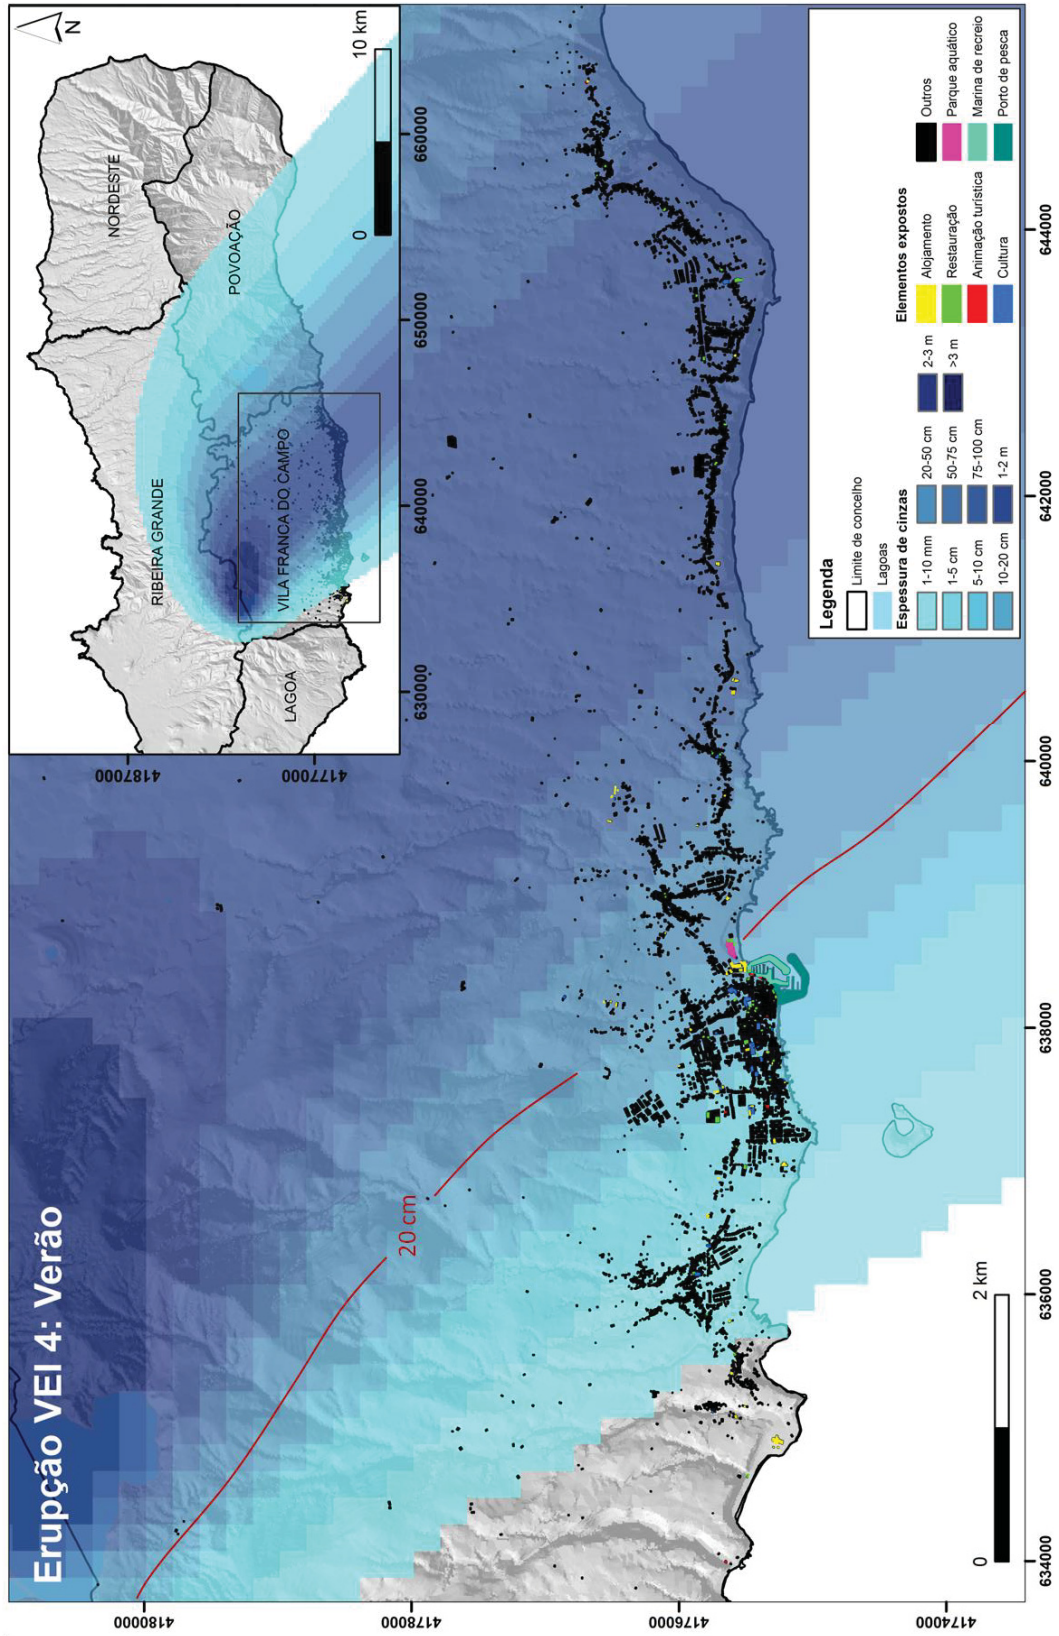 Erupção VEI 4: Verão
N
NORDESTE
RIBEIRA GRANDE
POVOAÇÃO
VILA FRANCA DO CAMPO
LAGOA
0 10 km
4187000
4177000
630000 640000 650000 660000
20 cm
4180000
4178000
4176000
4174000
0 2 km
634000 636000 638000 640000 642000 644000
Legenda
Limite de concelho
Lagoas
Espessura de cinzas
1-10 mm
1-5 cm
5-10 cm
10-20 cm
20-50 cm
50-75 cm
75-100 cm
1-2 m
2-3 m
>3 m
Elementos expostos
Alojamento
Restauração
Animação turística
Cultura
Outros
Parque aquático
Marina de recreio
Porto de pesca